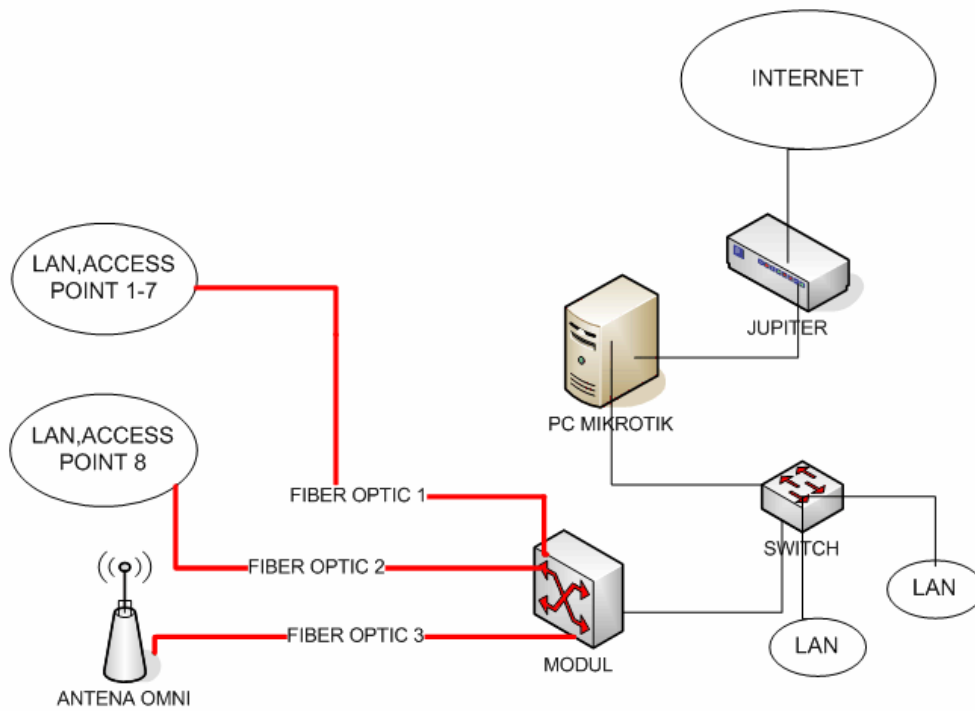 INTERNET
LAN,ACCESS
POINT 1-7
JUPITER
PC MIKROTIK
LAN,ACCESS
POINT 8
FIBER OPTIC 1
SWITCH
FIBER OPTIC 2
LAN
FIBER OPTIC 3
LAN
MODUL
ANTENA OMNI